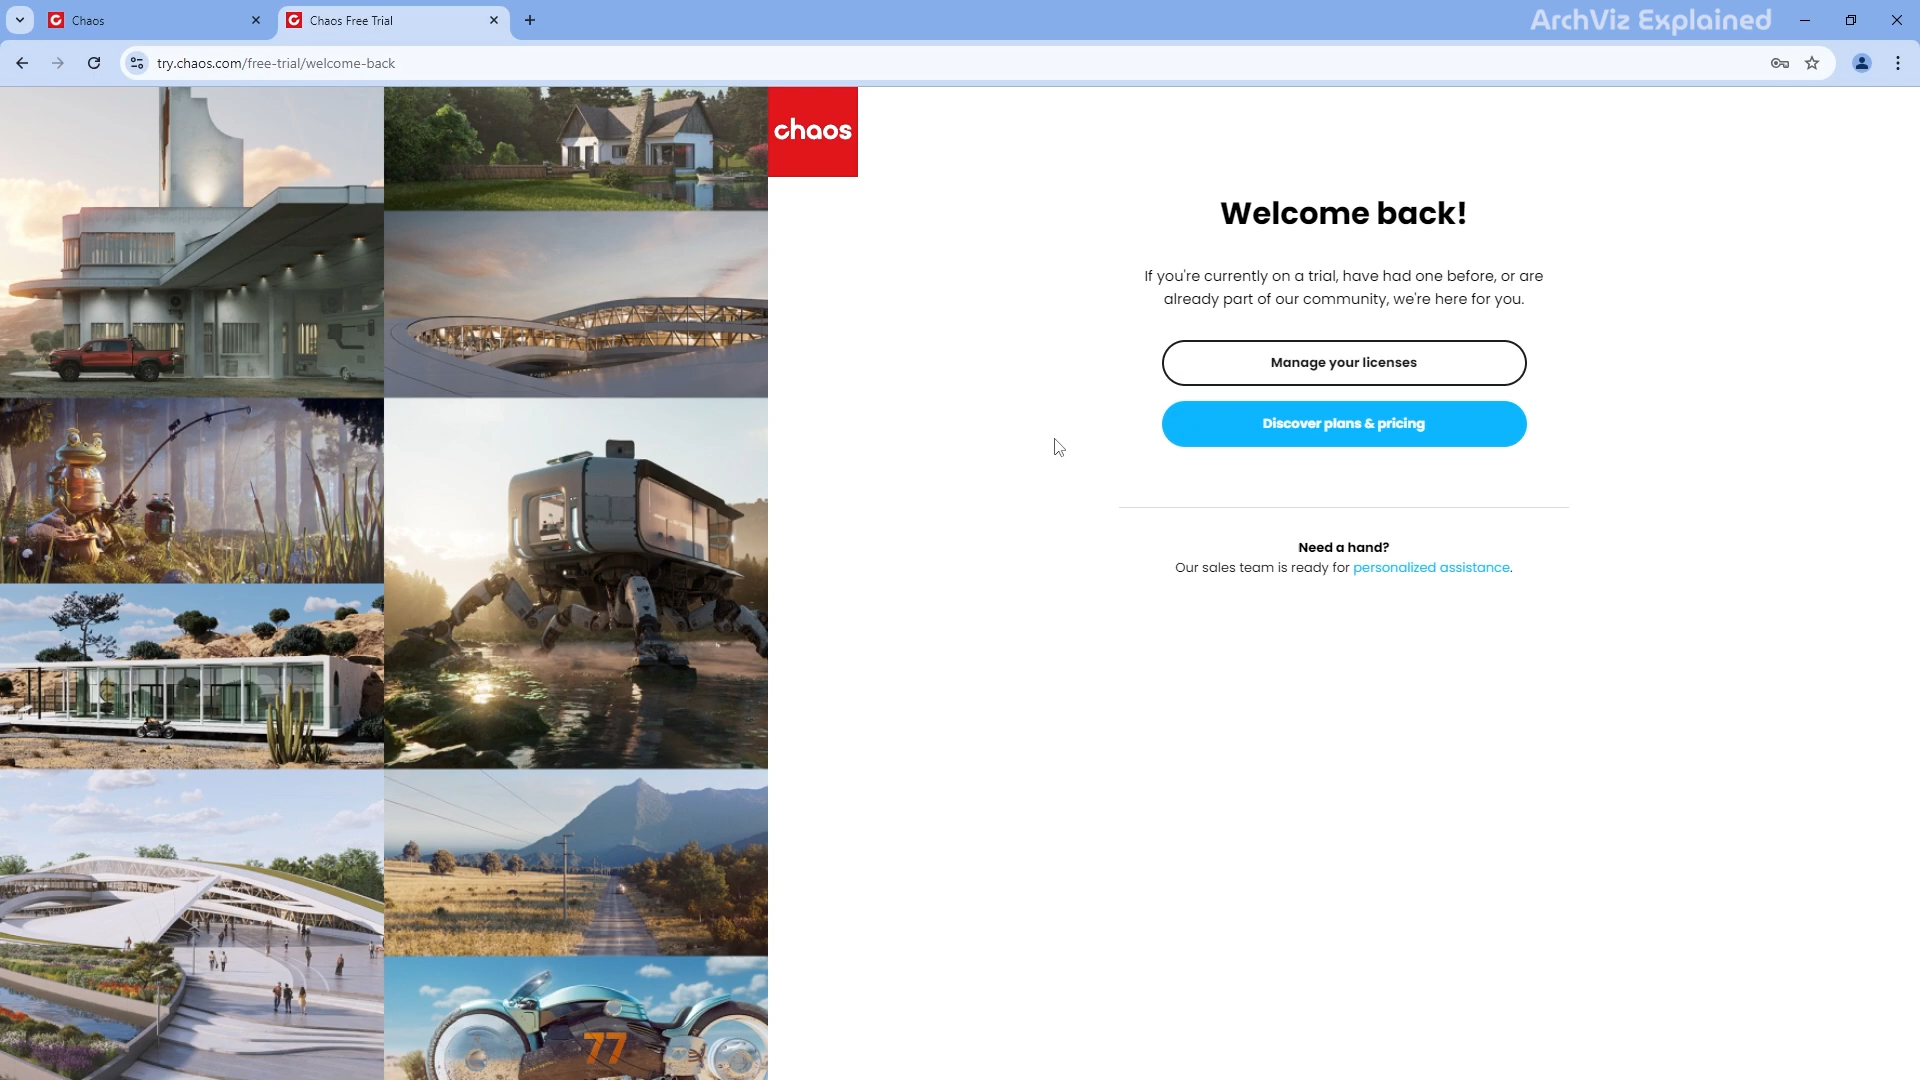 Chaos
Chaos Free Trial
ArchViz Explained
try.chaos.com/free-trial/welcome-back
chaos
Welcome back!
If you're currently on a trial, have had one before, or are
already part of our community, we're here for you.
Manage your licenses
Discover plans & pricing
Need a hand?
Our sales team is ready for personalized assistance.
77